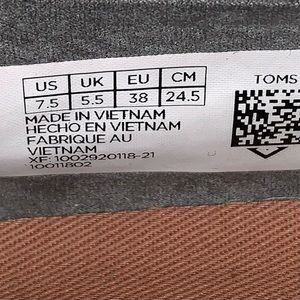 US UK EU CM
7.5 5.5 38 24.5
TOMS
MADE IN VIETNAM
HECHO EN VIETNAM
FABRIQUE AU
VIETNAM
XF: 1002920118-21
10011802